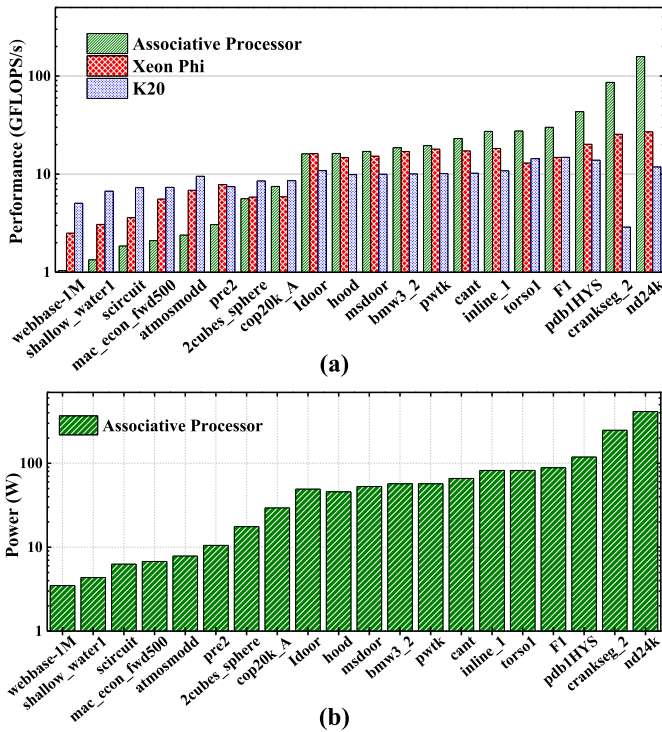 Performance (GFLOPS/s)
100
10
1
Associative Processor
Xeon Phi
K20
webbase-1M
shallow_water1
scircuit
mac_econ_fwd500
atmosmodd
pre2
2cubes_sphere
cop20k_A
ldoor
hood
msdoor
bmw3_2
pwtk
cant
inline_1
torso1
F1
pdb1HYS
crankseg_2
nd24k
(a)
Power (W)
100
10
1
Associative Processor
webbase-1M
shallow_water1
scircuit
mac_econ_fwd500
atmosmodd
pre2
2cubes_sphere
cop20k_A
ldoor
hood
msdoor
bmw3_2
pwtk
cant
inline_1
torso1
F1
pdb1HYS
crankseg_2
nd24k
(b)